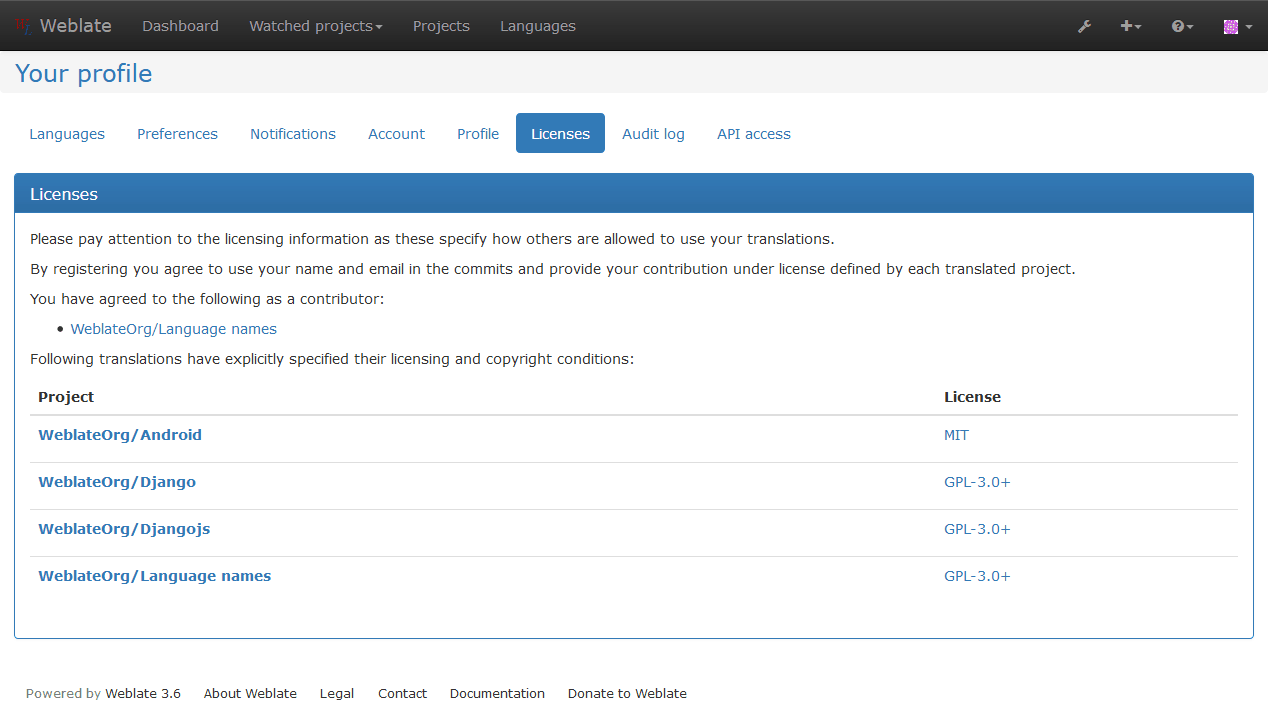 Weblate Dashboard Watched projects Projects Languages
Your profile
Languages Preferences Notifications Account Profile Licenses Audit log API access
Licenses
Please pay attention to the licensing information as these specify how others are allowed to use your translations.
By registering you agree to use your name and email in the commits and provide your contribution under license defined by each translated project.
You have agreed to the following as a contributor:
• WeblateOrg/Language names
Following translations have explicitly specified their licensing and copyright conditions:
Project License
WeblateOrg/Android MIT
WeblateOrg/Django GPL-3.0+
WeblateOrg/Djangojs GPL-3.0+
WeblateOrg/Language names GPL-3.0+
Powered by Weblate 3.6 About Weblate Legal Contact Documentation Donate to Weblate